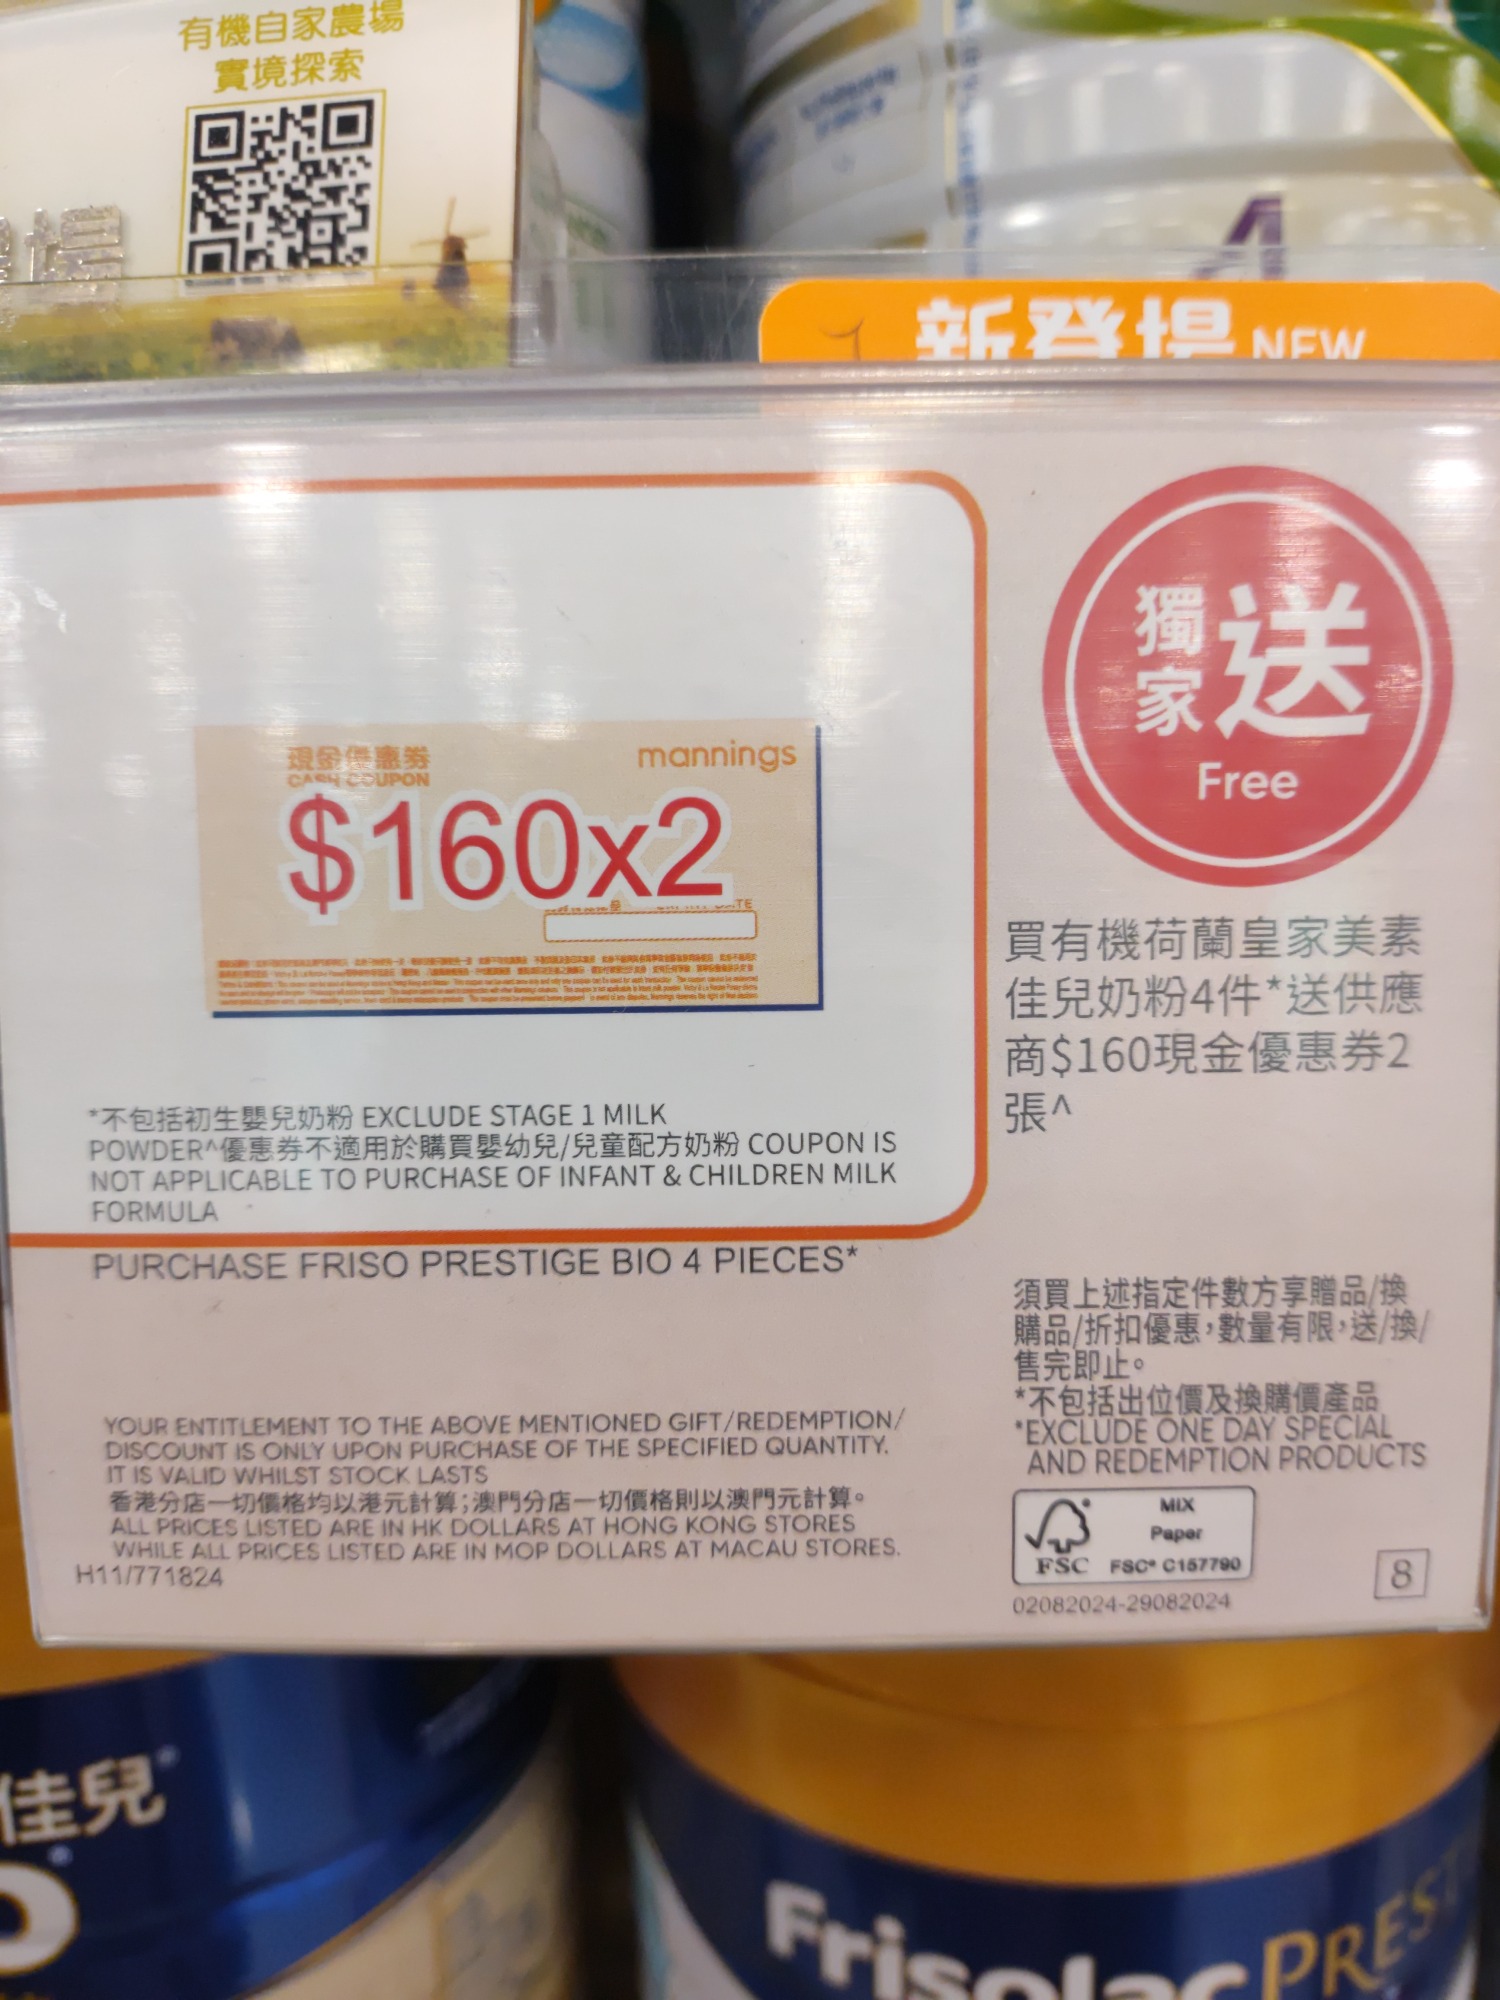 有機自家農場
實境探索
4
新登場 NEW
獨家送
Free
現金優惠券
CASH COUPON
mannings
$160x2
買有機荷蘭皇家美素
佳兒奶粉4件*送供應
商$160現金優惠券2
張^
*不包括初生嬰兒奶粉 EXCLUDE STAGE 1 MILK
POWDER^優惠券不適用於購買嬰幼兒/兒童配方奶粉 COUPON IS
NOT APPLICABLE TO PURCHASE OF INFANT & CHILDREN MILK
FORMULA
PURCHASE FRISO PRESTIGE BIO 4 PIECES*
須買上述指定件數方享贈品/換
購品/折扣優惠，數量有限，送/換/
售完即止。
*不包括出位價及換購價產品
*EXCLUDE ONE DAY SPECIAL
AND REDEMPTION PRODUCTS
YOUR ENTITLEMENT TO THE ABOVE MENTIONED GIFT/REDEMPTION/
DISCOUNT IS ONLY UPON PURCHASE OF THE SPECIFIED QUANTITY.
IT IS VALID WHILST STOCK LASTS
香港分店一切價格均以港元計算；澳門分店一切價格則以澳門元計算。
ALL PRICES LISTED ARE IN HK DOLLARS AT HONG KONG STORES
WHILE ALL PRICES LISTED ARE IN MOP DOLLARS AT MACAU STORES.
H11/771824
MIX
Paper
FSC FSC® C157790
02082024-29082024
8
佳兒
Frisolac PREST